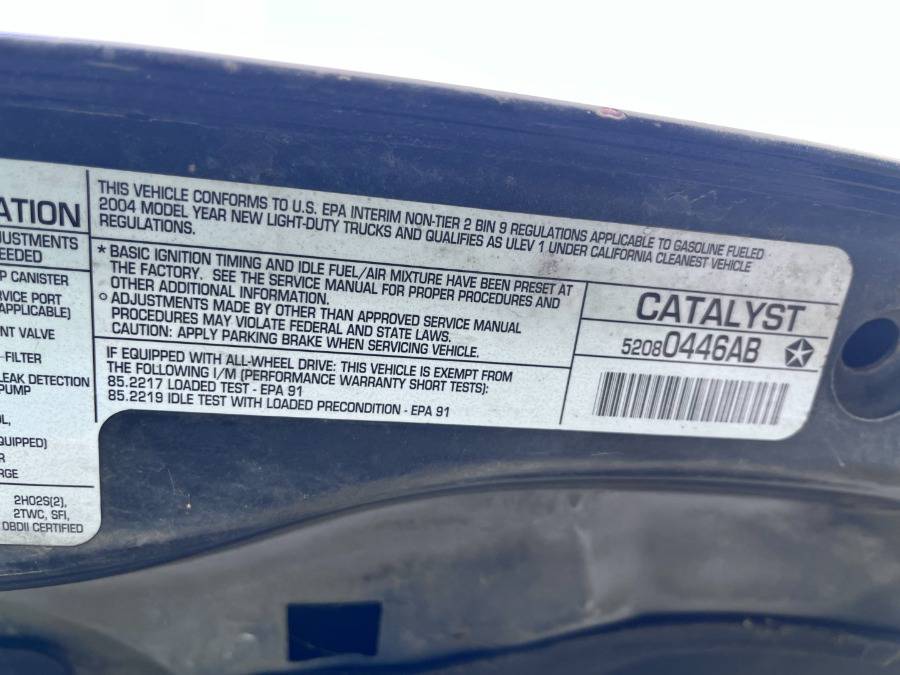 ATION
DJUSTMENTS
EEDED
P CANISTER
RVICE PORT
APPLICABLE)
NT VALVE
-FILTER
LEAK DETECTION
PUMP
OL,
QUIPPED)
R
RGE
2HO2S(2),
2TWC, SFI,
OBDII CERTIFIED
THIS VEHICLE CONFORMS TO U.S. EPA INTERIM NON-TIER 2 BIN 9 REGULATIONS APPLICABLE TO GASOLINE FUELED
2004 MODEL YEAR NEW LIGHT-DUTY TRUCKS AND QUALIFIES AS ULEV 1 UNDER CALIFORNIA CLEANEST VEHICLE
REGULATIONS.
* BASIC IGNITION TIMING AND IDLE FUEL/AIR MIXTURE HAVE BEEN PRESET AT
THE FACTORY. SEE THE SERVICE MANUAL FOR PROPER PROCEDURES AND
OTHER ADDITIONAL INFORMATION.
○ ADJUSTMENTS MADE BY OTHER THAN APPROVED SERVICE MANUAL
PROCEDURES MAY VIOLATE FEDERAL AND STATE LAWS.
CAUTION: APPLY PARKING BRAKE WHEN SERVICING VEHICLE.
IF EQUIPPED WITH ALL-WHEEL DRIVE: THIS VEHICLE IS EXEMPT FROM
THE FOLLOWING I/M (PERFORMANCE WARRANTY SHORT TESTS):
85.2217 LOADED TEST - EPA 91
85.2219 IDLE TEST WITH LOADED PRECONDITION - EPA 91
CATALYST
52080446AB